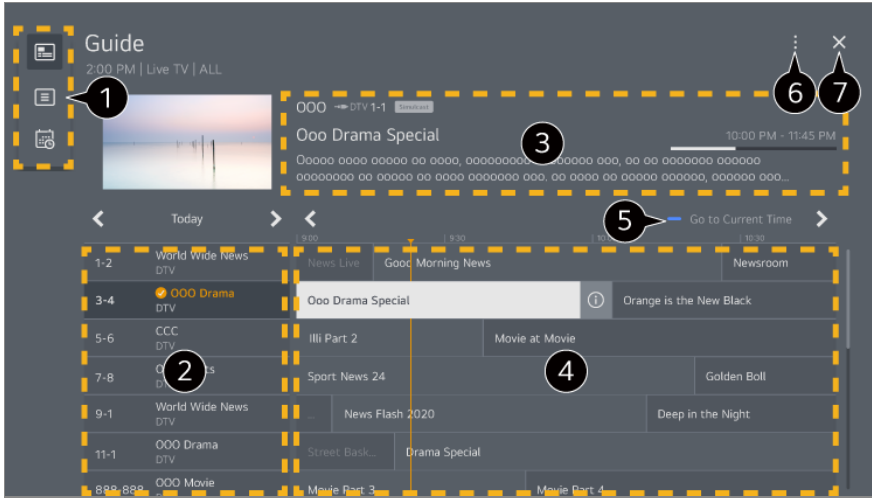 Guide
2:00 PM | Live TV | ALL
1
6
7
OOO DTV 1-1 Simulcast
Ooo Drama Special
3
10:00 PM - 11:45 PM
Ooooo oooo ooooo oo oooo, ooooooooo ooo, oo oo ooooooo oooooo
oooooooo oo ooooo oo oooo ooooooo ooo. oo oooo oo ooooo oooooo, oooooo ooo...
Today
5
Go to Current Time
9:00
9:30
10:30
1-2 World Wide News
DTV
News Live
Good Morning News
Newsroom
3-4 OOO Drama
DTV
Ooo Drama Special
Orange is the New Black
5-6 CCC
DTV
Illi Part 2
Movie at Movie
7-8
2
Sport News 24
4
Golden Boll
9-1 World Wide News
DTV
... News Flash 2020
Deep in the Night
11-1 OOO Drama
DTV
Street Bask...
Drama Special
888-888 OOO Movie
Movie Part 3
Movie Part 4